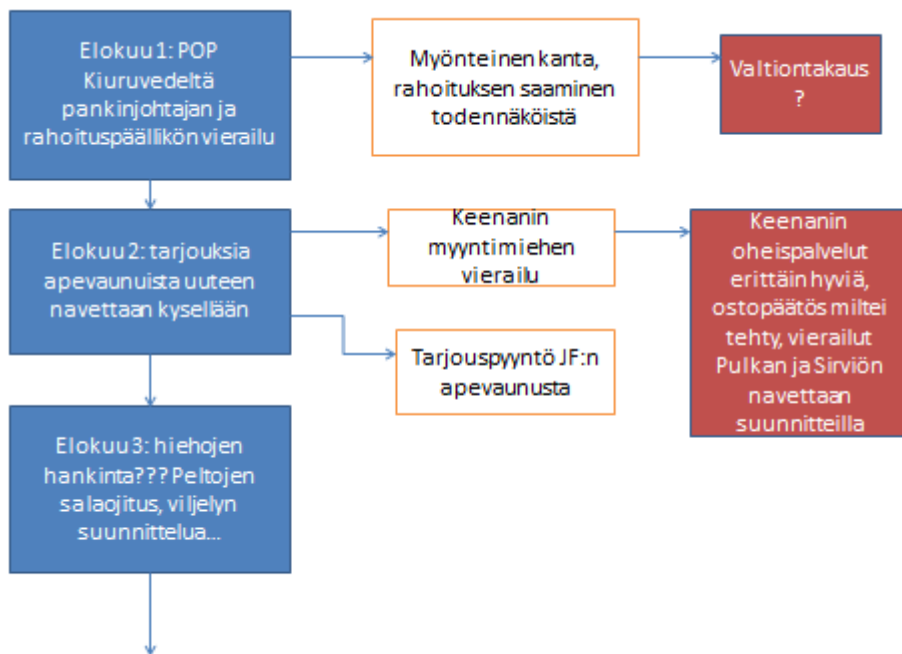 Elokuu 1: POP
Kiuruvedeltä
pankinjohtajan ja
rahoituspäällikön vierailu
Myönteinen kanta,
rahoituksen saaminen
todennäköistä
Valtiontakaus
?
Elokuu 2: tarjouksia
apevaunuista uuteen
navettaan kysellään
Keenanin
myyntimiehen
vierailu
Keenanin
oheispalvelut
erittäin hyviä,
ostopäätös miltei
tehty, vierailut
Pulkan ja Sirviön
navettaan
suunnitteilla
Tarjouspyyntö JF:n
apevaunusta
Elokuu 3: hiehojen
hankinta??? Peltojen
salaojitus, viljelyn
suunnittelua...